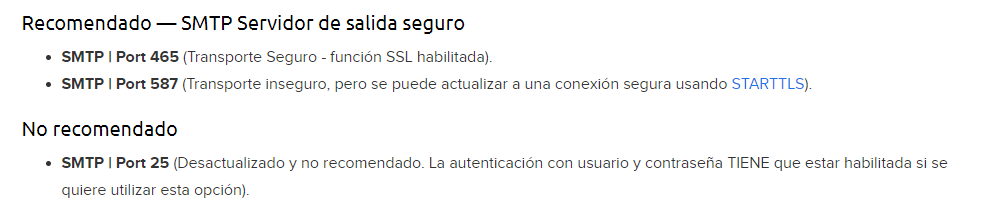 Recomendado — SMTP Servidor de salida seguro
• SMTP | Port 465 (Transporte Seguro - función SSL habilitada).
• SMTP | Port 587 (Transporte inseguro, pero se puede actualizar a una conexión segura usando STARTTLS).
No recomendado
• SMTP | Port 25 (Desactualizado y no recomendado. La autenticación con usuario y contraseña TIENE que estar habilitada si se
quiere utilizar esta opción).